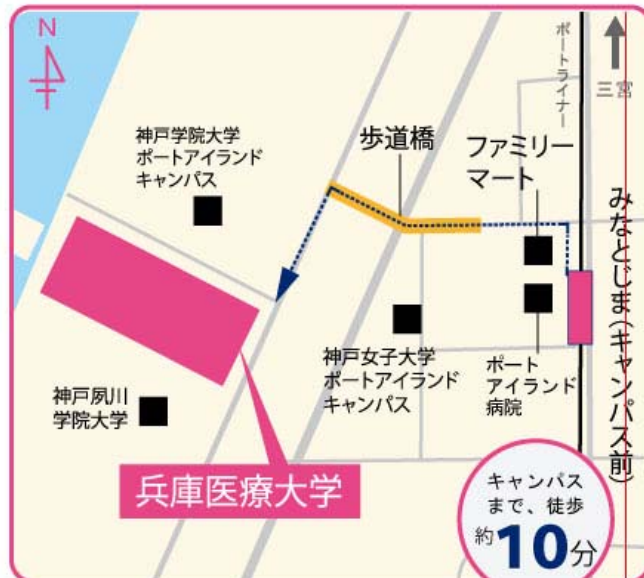 N
神戸学院大学
ポートアイランド
キャンパス
歩道橋
ファミリー
マート
ポートライナー
三宮
みなとじま(キャンパス前)
神戸夙川
学院大学
神戸女子大学
ポートアイランド
キャンパス
ポート
アイランド
病院
兵庫医療大学
キャンパス
まで、徒歩
約10分